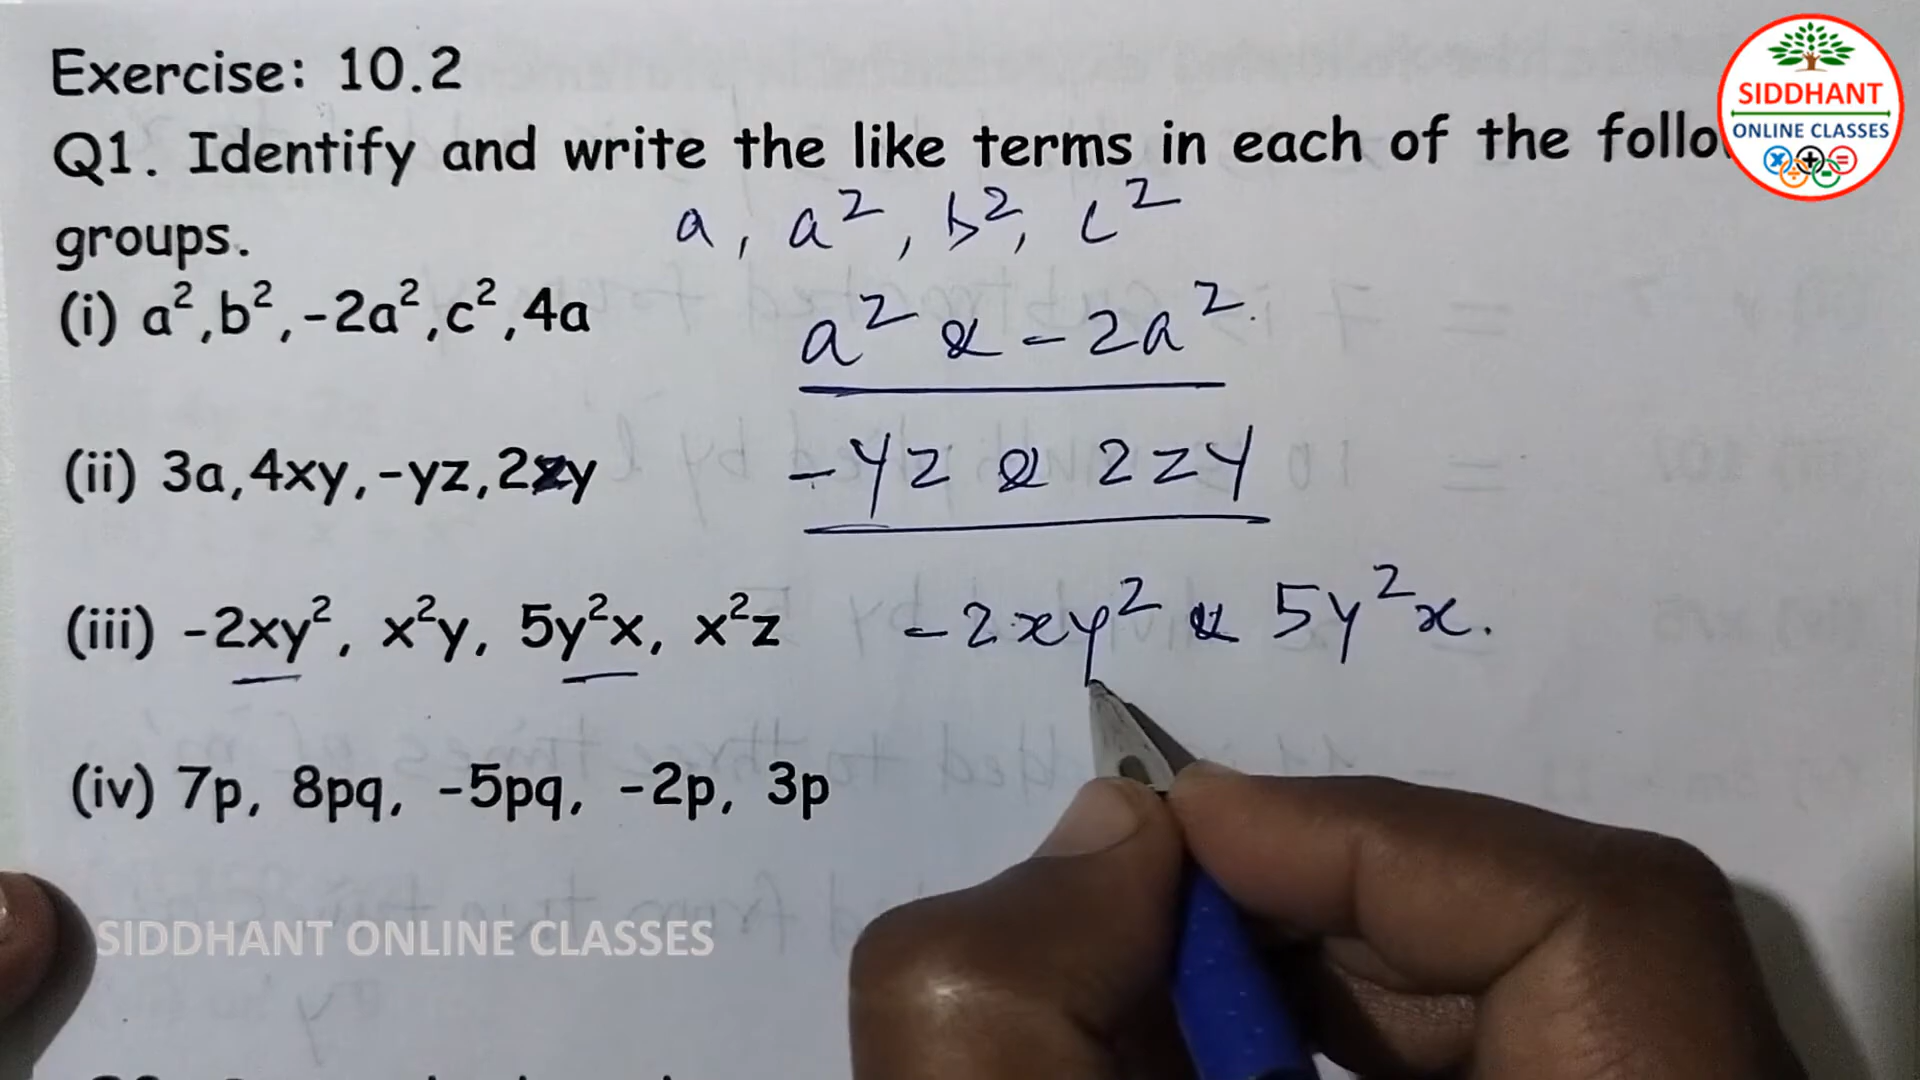 Exercise: 10.2
Q1. Identify and write the like terms in each of the follo
groups.
a, a², b², c²
(i) a²,b²,-2a²,c²,4a
a² & -2a².
(ii) 3a,4xy,-yz,2zy
-yz & 2zy
(iii) -2xy², x²y, 5y²x, x²z
-2xy² & 5y²x.
(iv) 7p, 8pq, -5pq, -2p, 3p
SIDDHANT
ONLINE CLASSES
SIDDHANT ONLINE CLASSES